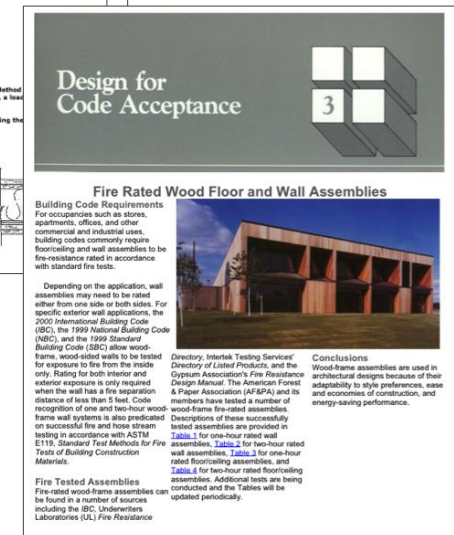 Method
a load
ing the
Design for
Code Acceptance
3
Fire Rated Wood Floor and Wall Assemblies
Building Code Requirements
For occupancies such as stores,
apartments, offices, and other
commercial and industrial uses,
building codes commonly require
floor/ceiling and wall assemblies to be
fire-resistance rated in accordance
with standard fire tests.
Depending on the application, wall
assemblies may need to be rated
either from one side or both sides. For
specific exterior wall applications, the
2000 International Building Code
(IBC), the 1999 National Building Code
(NBC), and the 1999 Standard
Building Code (SBC) allow wood-
frame, wood-sided walls to be tested
for exposure to fire from the inside
only. Rating for both interior and
exterior exposure is only required
when the wall has a fire separation
distance of less than 5 feet. Code
recognition of one and two-hour wood-
frame wall systems is also predicated
on successful fire and hose stream
testing in accordance with ASTM
E119, Standard Test Methods for Fire
Tests of Building Construction
Materials.
Fire Tested Assemblies
Fire-rated wood-frame assemblies can
be found in a number of sources
including the IBC, Underwriters
Laboratories (UL) Fire Resistance
Directory, Intertek Testing Services'
Directory of Listed Products, and the
Gypsum Association's Fire Resistance
Design Manual. The American Forest
& Paper Association (AF&PA) and its
members have tested a number of
wood-frame fire-rated assemblies.
Descriptions of these successfully
tested assemblies are provided in
Table 1 for one-hour rated wall
assemblies, Table 2 for two-hour rated
wall assemblies, Table 3 for one-hour
rated floor/ceiling assemblies, and
Table 4 for two-hour rated floor/ceiling
assemblies. Additional tests are being
conducted and the Tables will be
updated periodically.
Conclusions
Wood-frame assemblies are used in
architectural designs because of their
adaptability to style preferences, ease
and economies of construction, and
energy-saving performance.